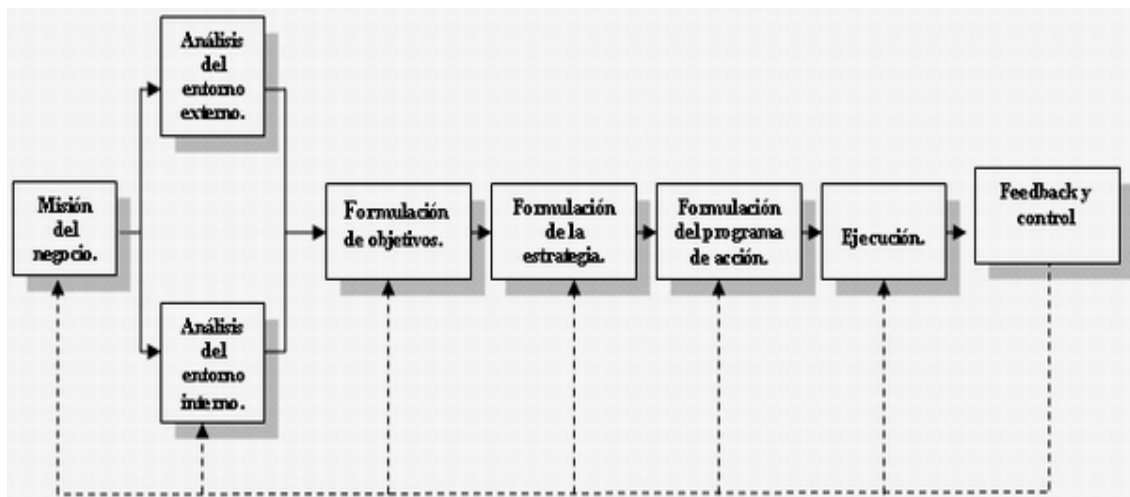 Análisis
del
entorno
externo.
Misión
del
negocio.
Análisis
del
entorno
interno.
Formulación
de objetivos.
Formulación
de la
estrategia.
Formulación
del programa
de acción.
Ejecución.
Feedback y
control